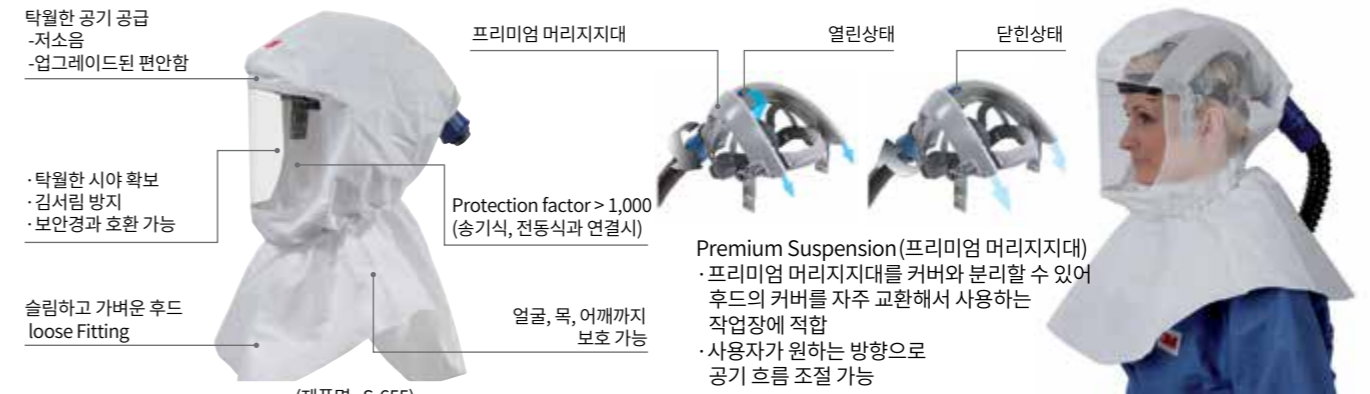 탁월한 공기 공급
-저소음
-업그레이드된 편안함
·탁월한 시야 확보
·김서림 방지
·보안경과 호환 가능
슬림하고 가벼운 후드
loose Fitting
Protection factor > 1,000
(송기식, 전동식과 연결시)
얼굴, 목, 어깨까지
보호 가능
프리미엄 머리지지대
열린상태
닫힌상태
Premium Suspension(프리미엄 머리지지대)
·프리미엄 머리지지대를 커버와 분리할 수 있어
후드의 커버를 자주 교환해서 사용하는
작업장에 적합
·사용자가 원하는 방향으로
공기 흐름 조절 가능
3M